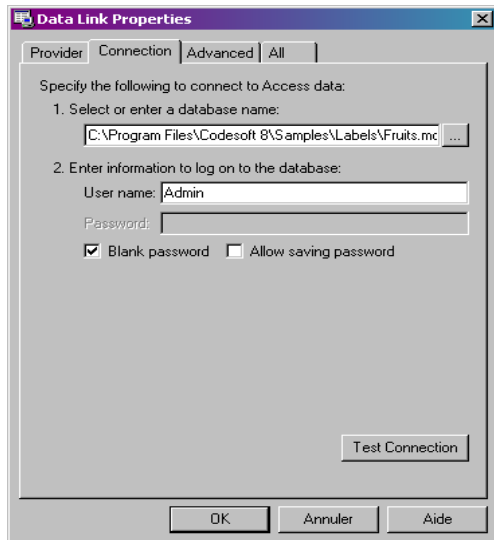 Data Link Properties
Provider Connection Advanced All
Specify the following to connect to Access data:
1. Select or enter a database name:
C:\Program Files\Codesoft 8\Samples\Labels\Fruits.mc ...
2. Enter information to log on to the database:
User name: Admin
Password:
Blank password Allow saving password
Test Connection
OK Annuler Aide